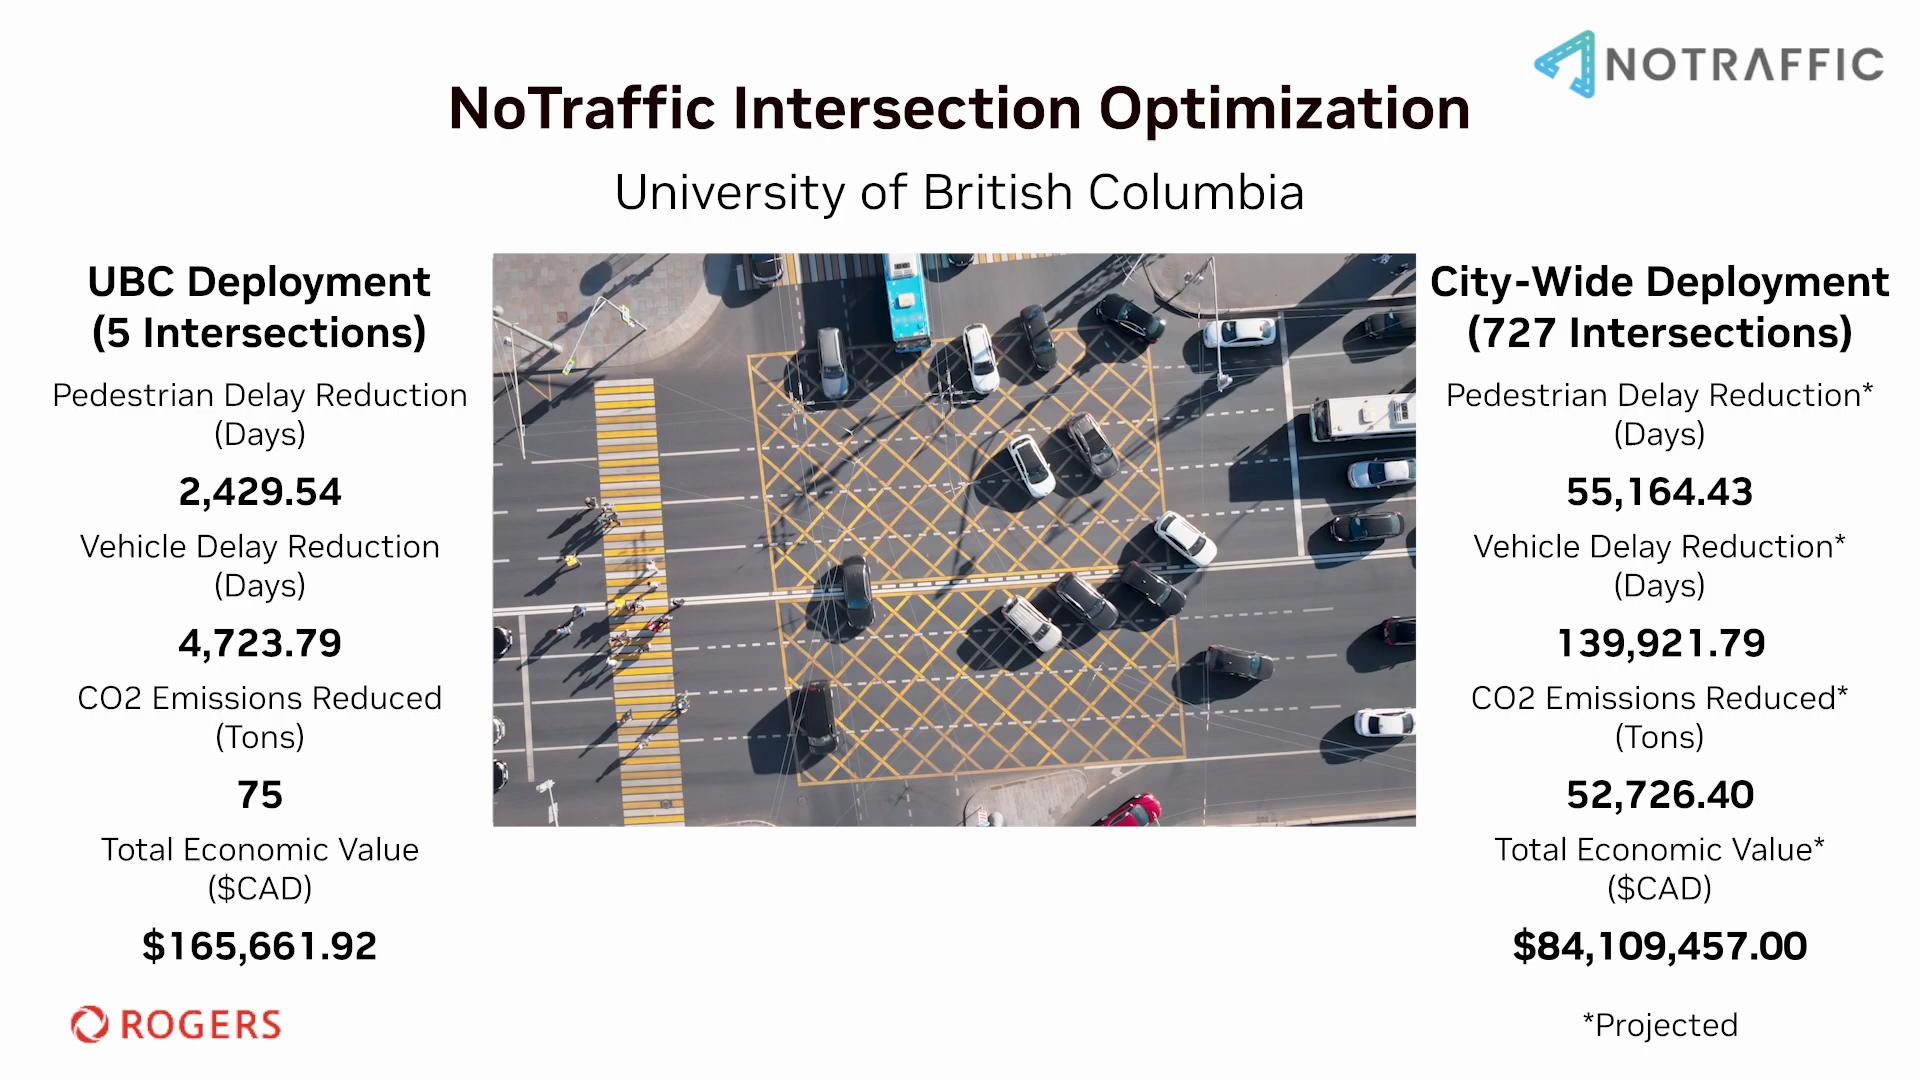 NOTRAFFIC
NoTraffic Intersection Optimization
University of British Columbia
UBC Deployment
(5 Intersections)
Pedestrian Delay Reduction
(Days)
2,429.54
Vehicle Delay Reduction
(Days)
4,723.79
CO2 Emissions Reduced
(Tons)
75
Total Economic Value
($CAD)
$165,661.92
City-Wide Deployment
(727 Intersections)
Pedestrian Delay Reduction*
(Days)
55,164.43
Vehicle Delay Reduction*
(Days)
139,921.79
CO2 Emissions Reduced*
(Tons)
52,726.40
Total Economic Value*
($CAD)
$84,109,457.00
ROGERS
*Projected